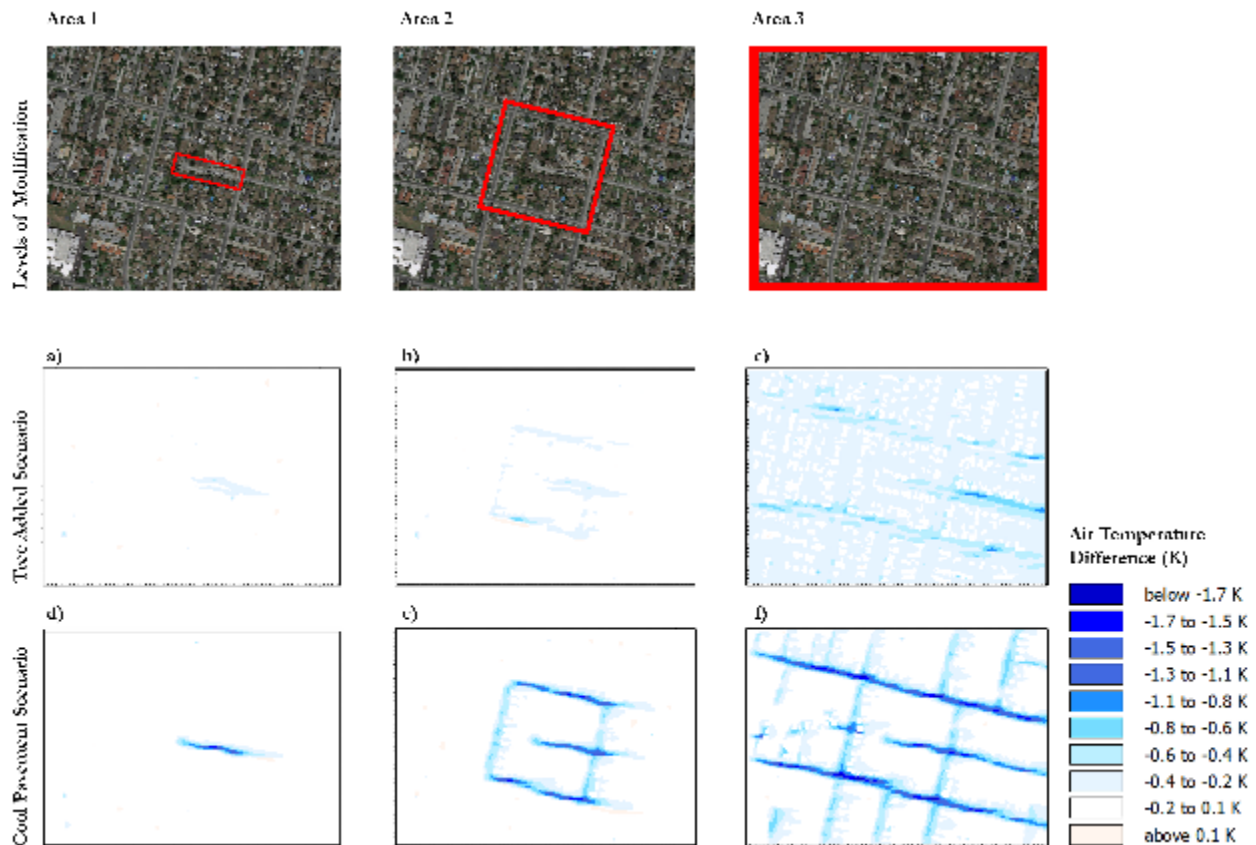 Area 1
Area 2
Area 3
Levels of Modification
a)
b)
c)
Tree Added Scenario
d)
e)
f)
Cool Pavement Scenario
Air Temperature
Difference (K)
below -1.7 K
-1.7 to -1.5 K
-1.5 to -1.3 K
-1.3 to -1.1 K
-1.1 to -0.8 K
-0.8 to -0.6 K
-0.6 to -0.4 K
-0.4 to -0.2 K
-0.2 to 0.1 K
above 0.1 K